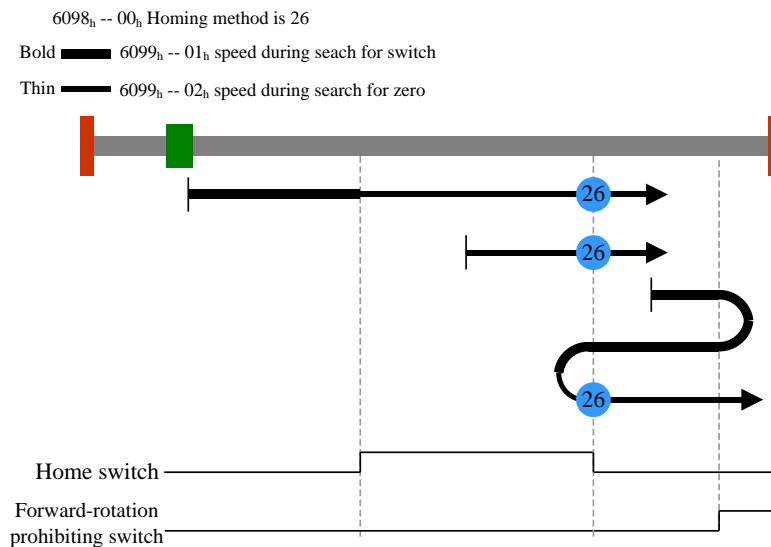 6098h -- 00h Homing method is 26
Bold 6099h -- 01h speed during seach for switch
Thin 6099h -- 02h speed during search for zero
26
26
26
Home switch
Forward-rotation
prohibiting switch